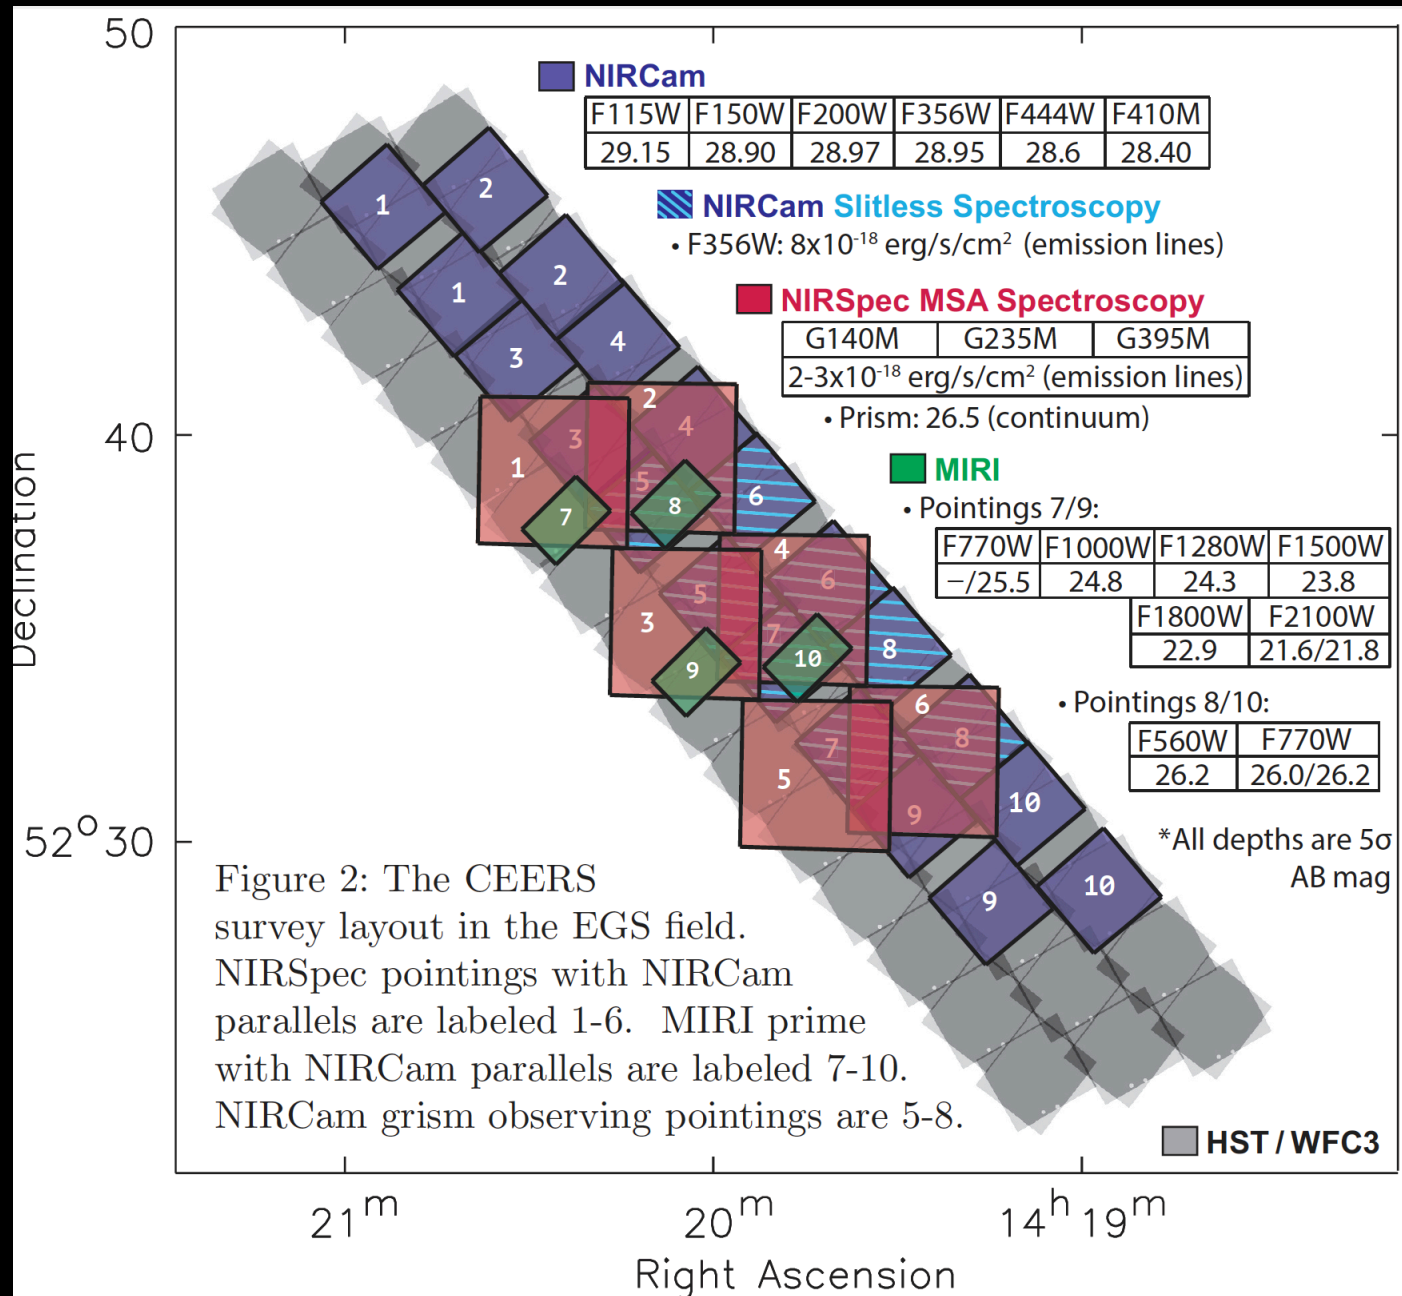 50
NIRCam
F115W F150W F200W F356W F444W F410M
29.15 28.90 28.97 28.95 28.6 28.40
NIRCam Slitless Spectroscopy
• F356W: 8x10⁻¹⁸ erg/s/cm² (emission lines)
NIRSpec MSA Spectroscopy
G140M G235M G395M
2-3x10⁻¹⁸ erg/s/cm² (emission lines)
• Prism: 26.5 (continuum)
40
MIRI
• Pointings 7/9:
F770W F1000W F1280W F1500W
–/25.5 24.8 24.3 23.8
F1800W F2100W
22.9 21.6/21.8
• Pointings 8/10:
F560W F770W
26.2 26.0/26.2
*All depths are 5σ
AB mag
1 2
1 2
3 4
2
3 4
1 5 6
7 8
4
5 6
3 7 8
9 10
6
7 8
5 9 10
9 10
Declination
52° 30
Figure 2: The CEERS
survey layout in the EGS field.
NIRSpec pointings with NIRCam
parallels are labeled 1-6. MIRI prime
with NIRCam parallels are labeled 7-10.
NIRCam grism observing pointings are 5-8.
HST / WFC3
21ᵐ 20ᵐ 14ʰ 19ᵐ
Right Ascension